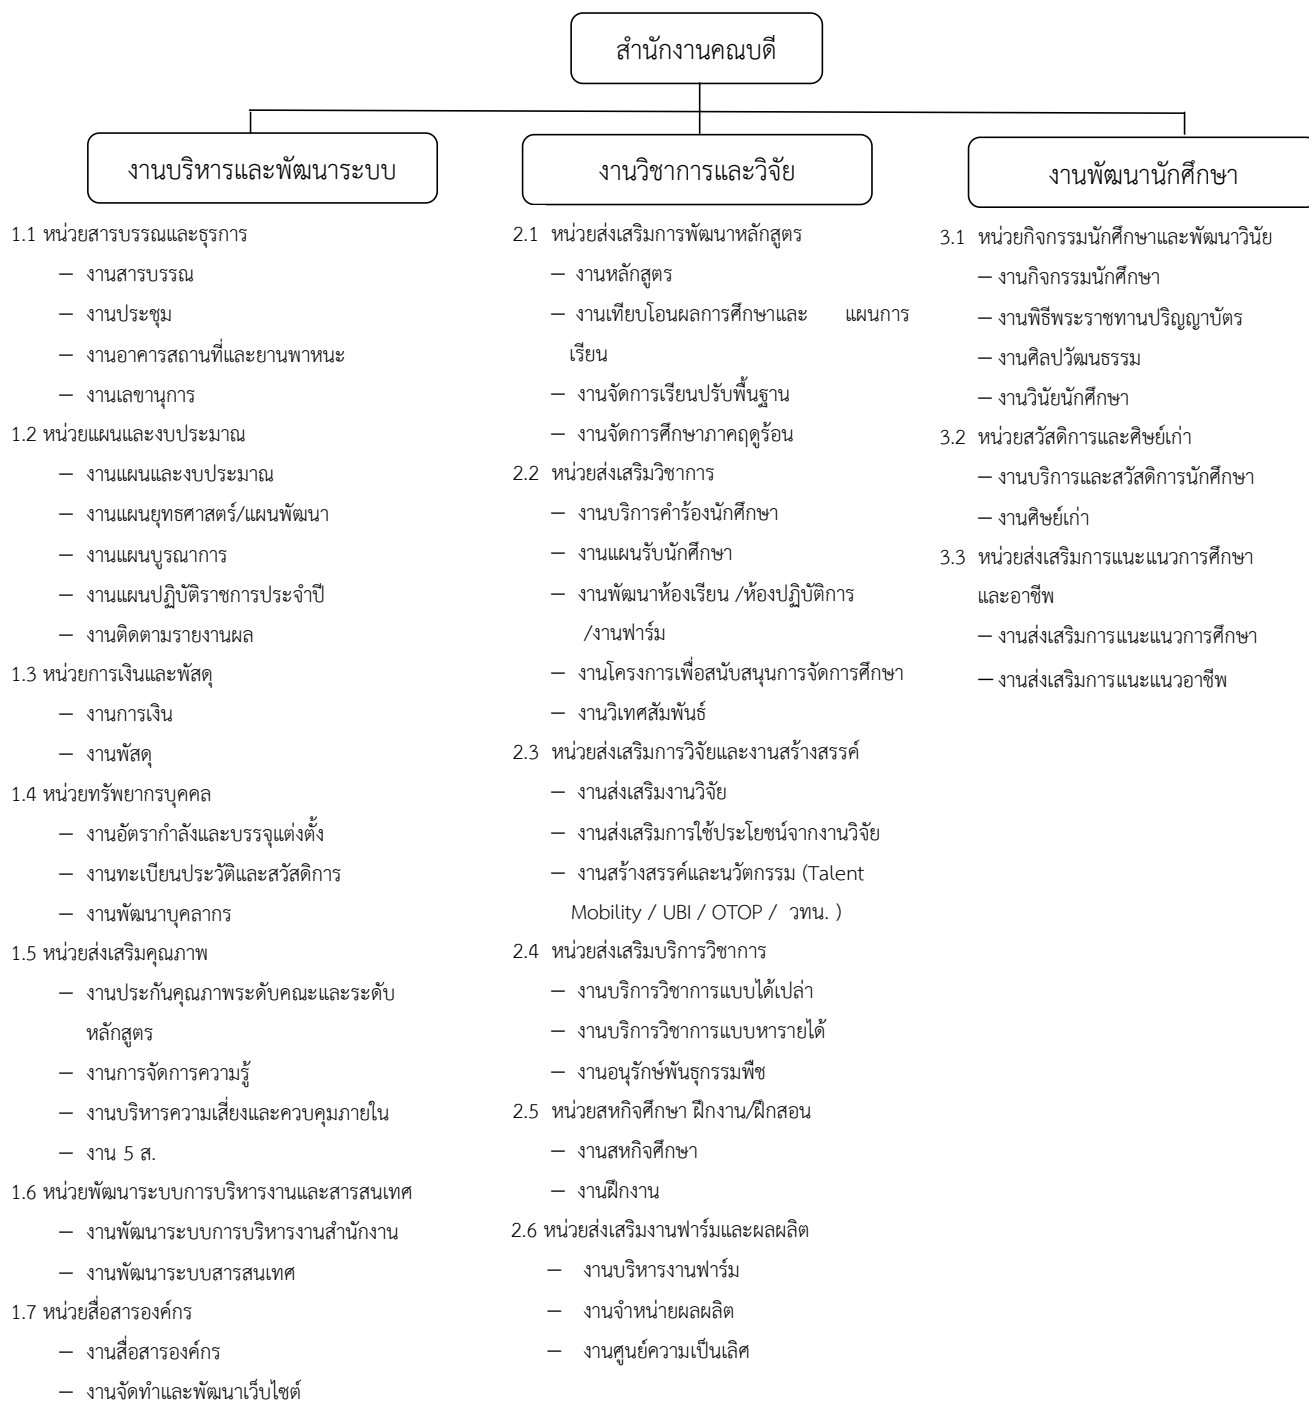 สำนักงานคณบดี
งานบริหารและพัฒนาระบบ
1.1 หน่วยสารบรรณและธุรการ
— งานสารบรรณ
— งานประชุม
— งานอาคารสถานที่และยานพาหนะ
— งานเลขานุการ
1.2 หน่วยแผนและงบประมาณ
— งานแผนและงบประมาณ
— งานแผนยุทธศาสตร์/แผนพัฒนา
— งานแผนบูรณาการ
— งานแผนปฏิบัติราชการประจำปี
— งานติดตามรายงานผล
1.3 หน่วยการเงินและพัสดุ
— งานการเงิน
— งานพัสดุ
1.4 หน่วยทรัพยากรบุคคล
— งานอัตรากำลังและบรรจุแต่งตั้ง
— งานทะเบียนประวัติและสวัสดิการ
— งานพัฒนาบุคลากร
1.5 หน่วยส่งเสริมคุณภาพ
— งานประกันคุณภาพระดับคณะและระดับ
หลักสูตร
— งานการจัดการความรู้
— งานบริหารความเสี่ยงและควบคุมภายใน
— งาน 5 ส.
1.6 หน่วยพัฒนาระบบการบริหารงานและสารสนเทศ
— งานพัฒนาระบบการบริหารงานสำนักงาน
— งานพัฒนาระบบสารสนเทศ
1.7 หน่วยสื่อสารองค์กร
— งานสื่อสารองค์กร
— งานจัดทำและพัฒนาเว็บไซต์
งานวิชาการและวิจัย
2.1 หน่วยส่งเสริมการพัฒนาหลักสูตร
— งานหลักสูตร
— งานเทียบโอนผลการศึกษาและ แผนการ
เรียน
— งานจัดการเรียนปรับพื้นฐาน
— งานจัดการศึกษาภาคฤดูร้อน
2.2 หน่วยส่งเสริมวิชาการ
— งานบริการคำร้องนักศึกษา
— งานแผนรับนักศึกษา
— งานพัฒนาห้องเรียน /ห้องปฏิบัติการ
/งานฟาร์ม
— งานโครงการเพื่อสนับสนุนการจัดการศึกษา
— งานวิเทศสัมพันธ์
2.3 หน่วยส่งเสริมการวิจัยและงานสร้างสรรค์
— งานส่งเสริมงานวิจัย
— งานส่งเสริมการใช้ประโยชน์จากงานวิจัย
— งานสร้างสรรค์และนวัตกรรม (Talent
Mobility / UBI / OTOP / วทน. )
2.4 หน่วยส่งเสริมบริการวิชาการ
— งานบริการวิชาการแบบได้เปล่า
— งานบริการวิชาการแบบหารายได้
— งานอนุรักษ์พันธุกรรมพืช
2.5 หน่วยสหกิจศึกษา ฝึกงาน/ฝึกสอน
— งานสหกิจศึกษา
— งานฝึกงาน
2.6 หน่วยส่งเสริมงานฟาร์มและผลผลิต
— งานบริหารงานฟาร์ม
— งานจำหน่ายผลผลิต
— งานศูนย์ความเป็นเลิศ
งานพัฒนานักศึกษา
3.1 หน่วยกิจกรรมนักศึกษาและพัฒนาวินัย
— งานกิจกรรมนักศึกษา
— งานพิธีพระราชทานปริญญาบัตร
— งานศิลปวัฒนธรรม
— งานวินัยนักศึกษา
3.2 หน่วยสวัสดิการและศิษย์เก่า
— งานบริการและสวัสดิการนักศึกษา
— งานศิษย์เก่า
3.3 หน่วยส่งเสริมการแนะแนวการศึกษา
และอาชีพ
— งานส่งเสริมการแนะแนวการศึกษา
— งานส่งเสริมการแนะแนวอาชีพ